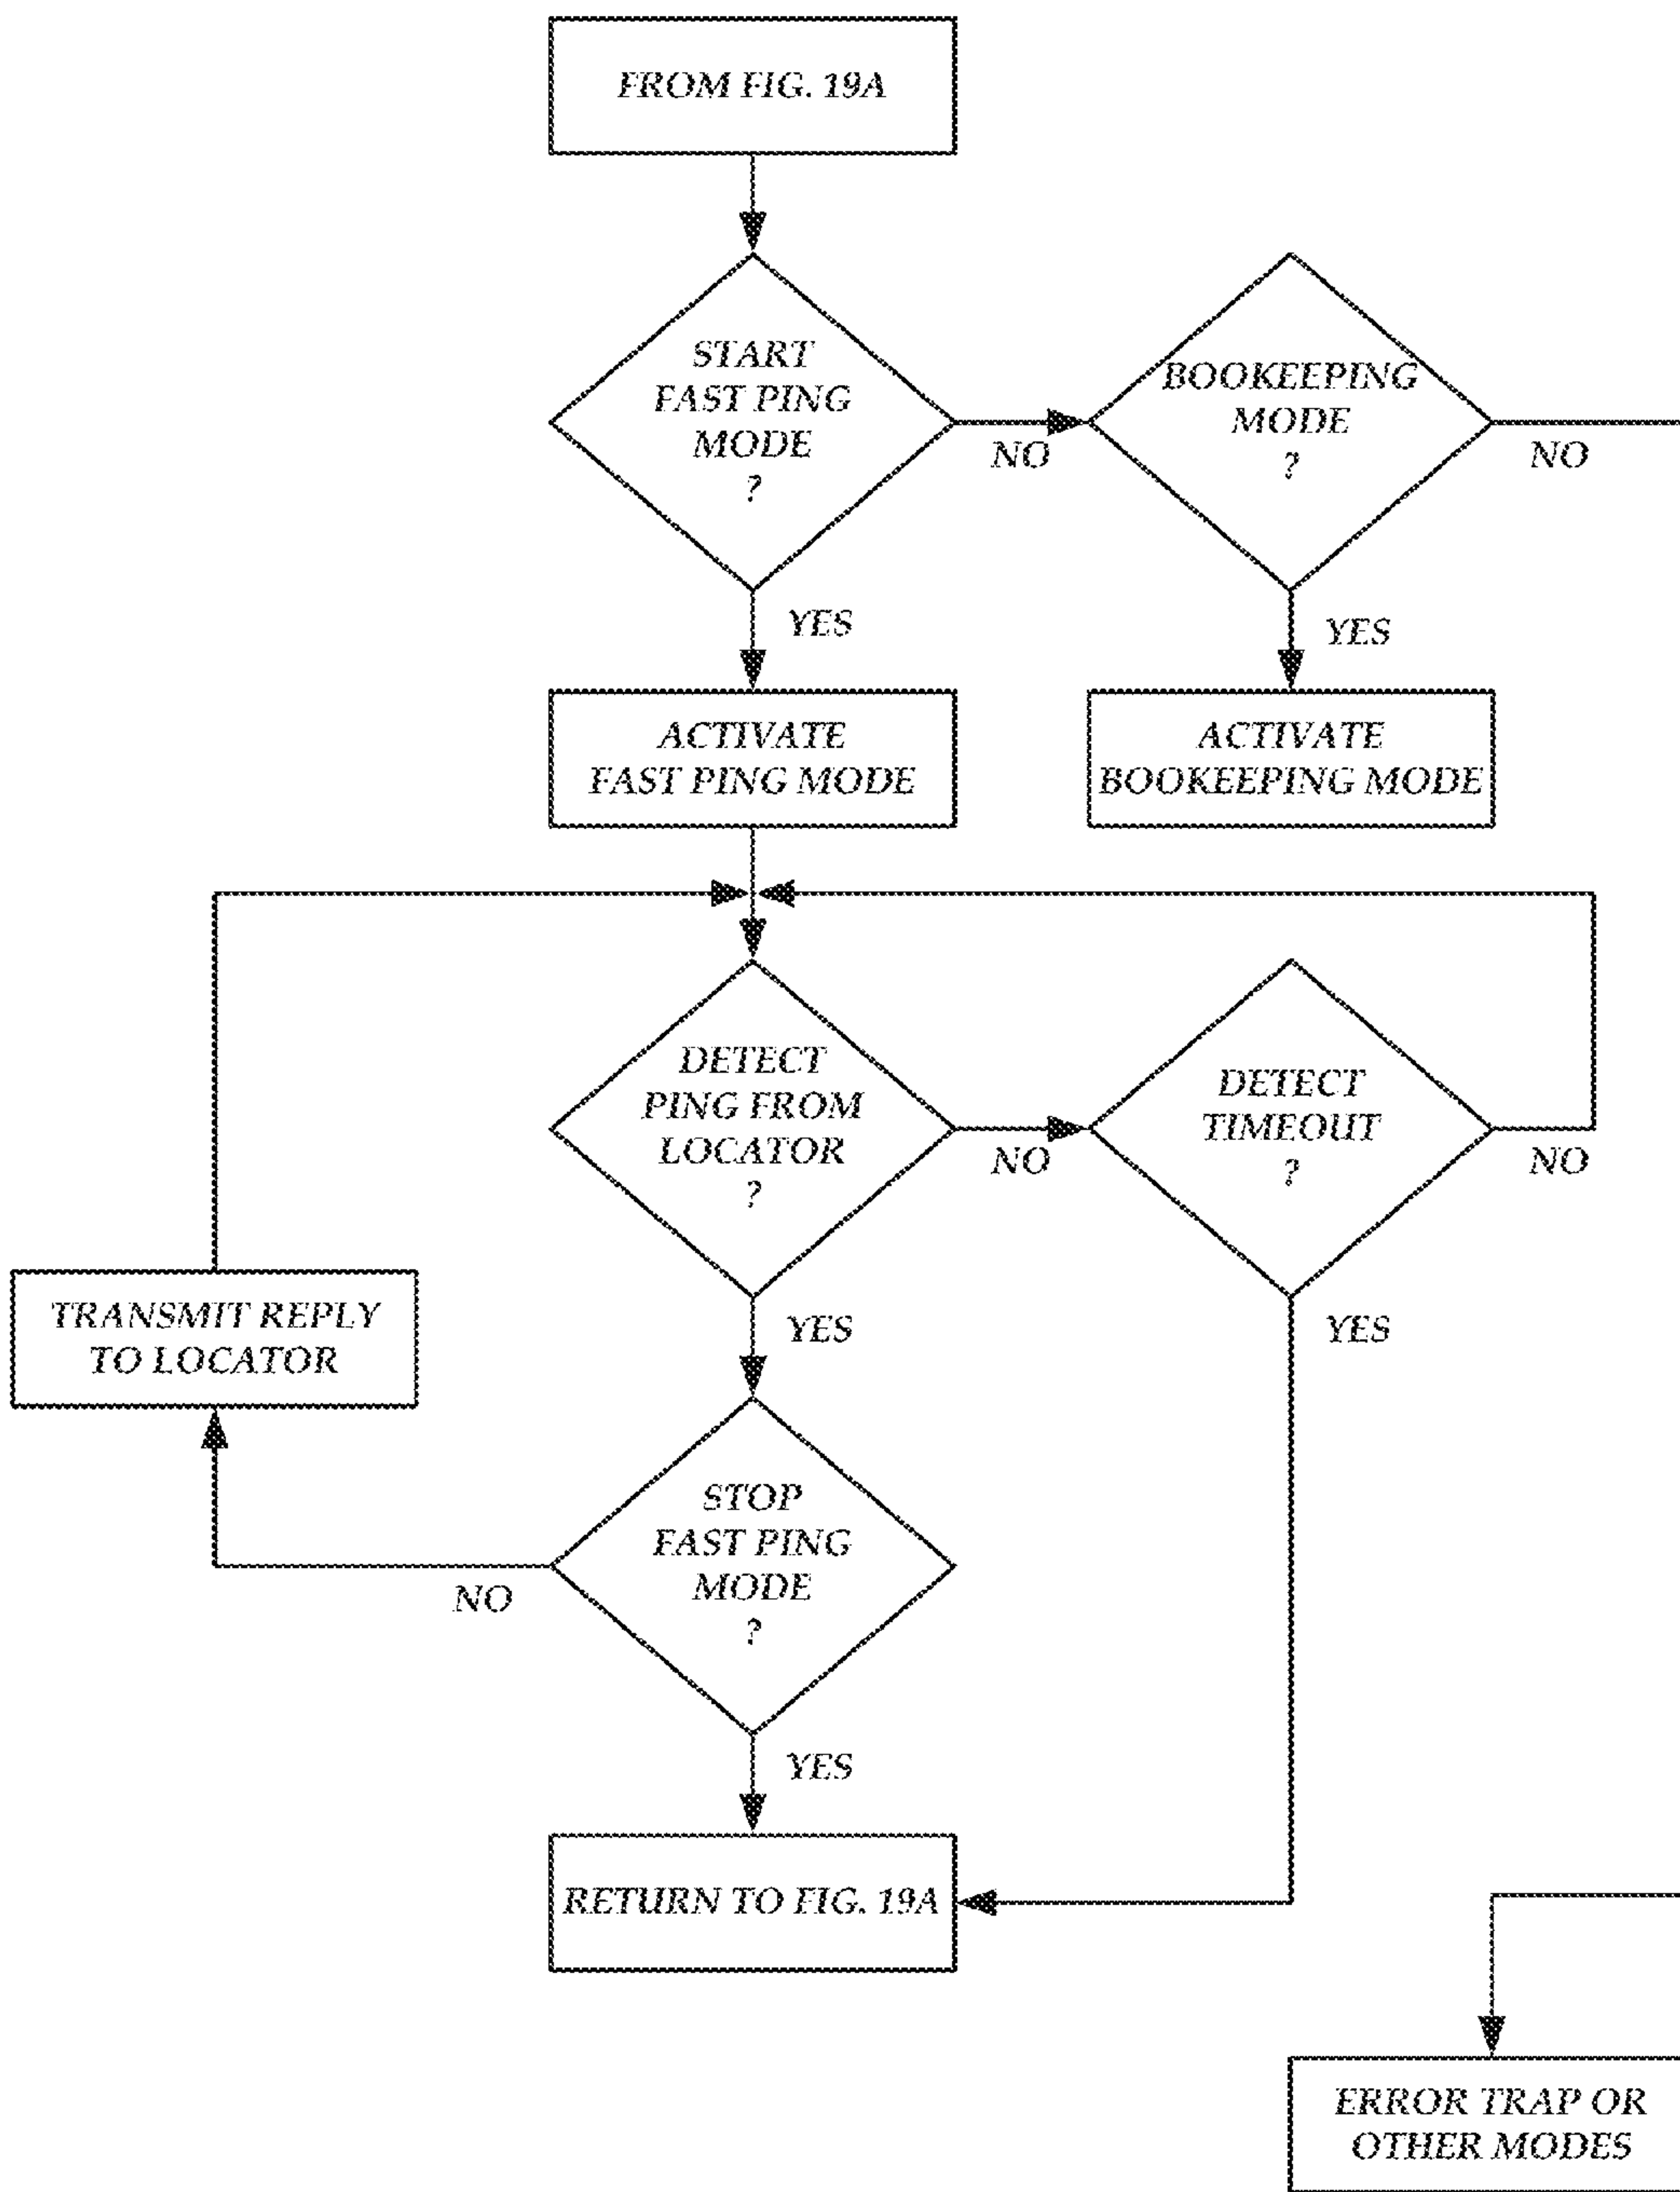 FROM FIG. 19A
START
FAST PING
MODE
?
NO
BOOKEEPING
MODE
?
NO
YES
YES
ACTIVATE
FAST PING MODE
ACTIVATE
BOOKEEPING MODE
DETECT
PING FROM
LOCATOR
?
NO
DETECT
TIMEOUT
?
NO
YES
YES
TRANSMIT REPLY
TO LOCATOR
STOP
FAST PING
MODE
?
NO
YES
RETURN TO FIG. 19A
ERROR TRAP OR
OTHER MODES